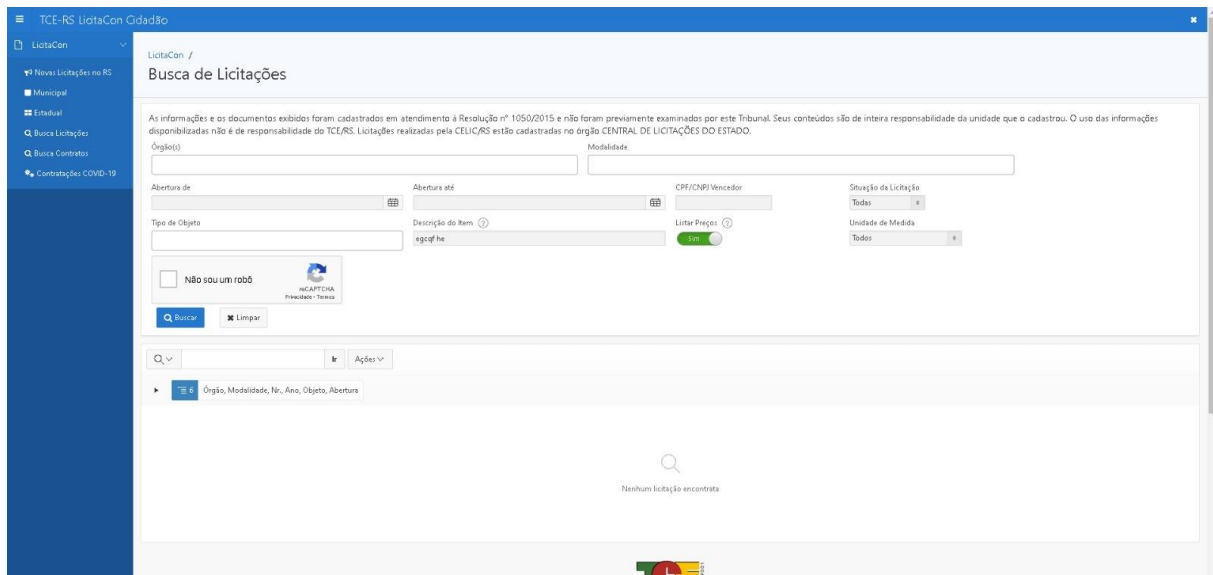 TCE-RS LicitaCon Cidadão
LicitaCon
Novas Licitações no RS
Municipal
Estadual
Busca Licitações
Busca Contratos
Contratações COVID-19
LicitaCon /
Busca de Licitações
As informações e os documentos exibidos foram cadastrados em atendimento à Resolução nº 1050/2015 e não foram previamente examinados por este Tribunal. Seus conteúdos são de inteira responsabilidade da unidade que o cadastrou. O uso das informações
disponibilizadas não é de responsabilidade do TCE/RS. Licitações realizadas pela CELIC/RS estão cadastradas no órgão CENTRAL DE LICITAÇÕES DO ESTADO.
Órgão(s) Modalidade
Abertura de Abertura até CPF/CNPJ Vencedor Situação da Licitação
Todas
Tipo de Objeto Descrição do Item ? Listar Preços ? Unidade de Medida
egcqf he Sim Todos
Não sou um robô
reCAPTCHA
Privacidade - Termos
Buscar Limpar
Ir Ações
6 Órgão, Modalidade, Nr., Ano, Objeto, Abertura
Nenhum licitação encontrata